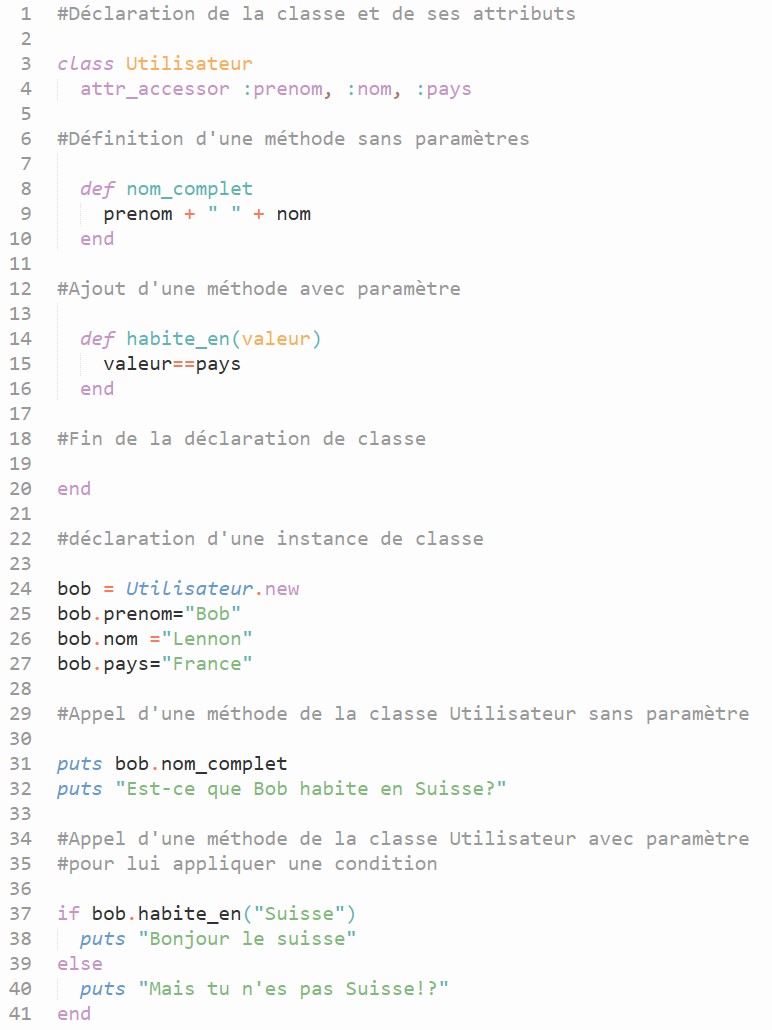 1 #Déclaration de la classe et de ses attributs
2
3 class Utilisateur
4 attr_accessor :prenom, :nom, :pays
5
6 #Définition d'une méthode sans paramètres
7
8 def nom_complet
9 prenom + " " + nom
10 end
11
12 #Ajout d'une méthode avec paramètre
13
14 def habite_en(valeur)
15 valeur==pays
16 end
17
18 #Fin de la déclaration de classe
19
20 end
21
22 #déclaration d'une instance de classe
23
24 bob = Utilisateur.new
25 bob.prenom="Bob"
26 bob.nom ="Lennon"
27 bob.pays="France"
28
29 #Appel d'une méthode de la classe Utilisateur sans paramètre
30
31 puts bob.nom_complet
32 puts "Est-ce que Bob habite en Suisse?"
33
34 #Appel d'une méthode de la classe Utilisateur avec paramètre
35 #pour lui appliquer une condition
36
37 if bob.habite_en("Suisse")
38 puts "Bonjour le suisse"
39 else
40 puts "Mais tu n'es pas Suisse!?"
41 end